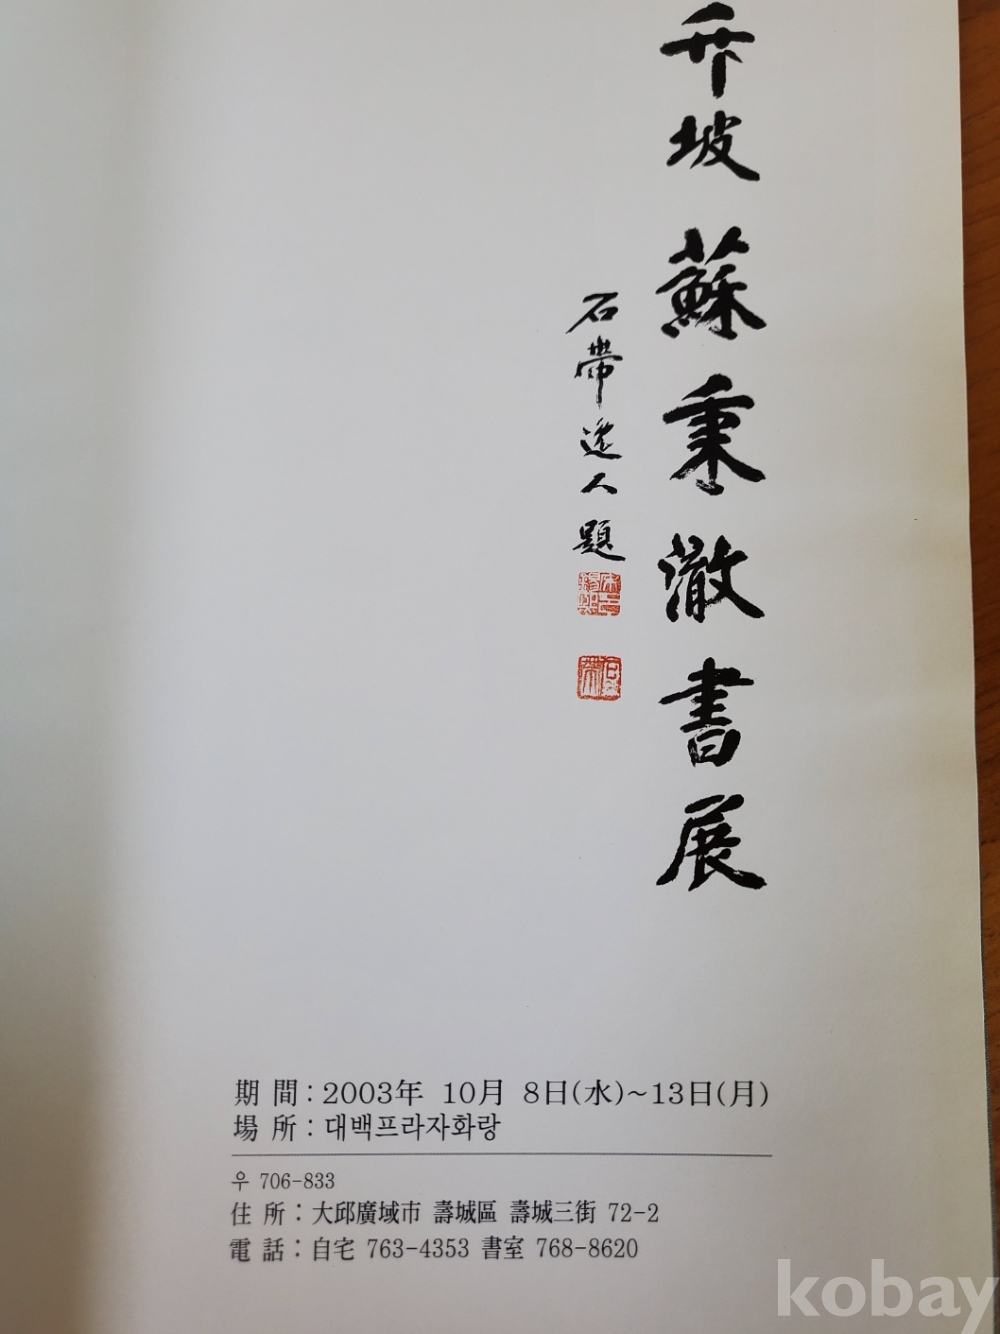 坡 蘇秉澈書展
石帶逸人題
期 間 : 2003年 10月 8日(水)~13日(月)
場 所 : 대백프라자화랑
우 706-833
住 所 : 大邱廣域市 壽城區 壽城三街 72-2
電 話 : 自宅 763-4353 書室 768-8620
kobay